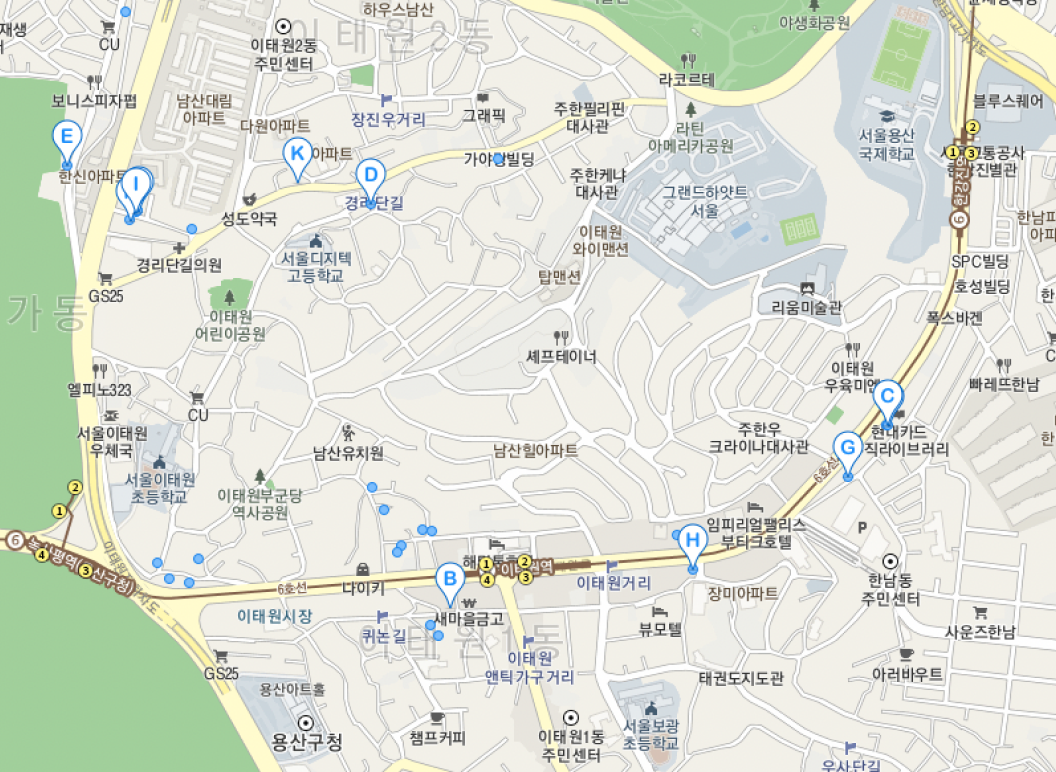 하우스남산
CU
이태원2동
주민센터
이태원2동
야생화공원
보니스피자펍
남산대림
아파트
라코르테
블루스퀘어
E
다원아파트
장진우거리
그래픽
주한필리핀
대사관
라틴
아메리카공원
서울용산
국제학교
2
1
3
K
아파트
D
한신아파트
I
경리단길
주한케냐
대사관
그랜드하얏트
서울
6 한강진역
성도약국
이태원
와이맨션
경리단길의원
서울디지텍
고등학교
SPC빌딩
탑맨션
호성빌딩
GS25
가동
이태원
어린이공원
리움미술관
폭스바겐
셰프테이너
엘피노323
이태원
빠레뜨한남
CU
C
서울이태원
우체국
남산유치원
남산힐아파트
주한우
크라이나대사관
현대카드
직라이브러리
G
서울이태원
초등학교
이태원부군당
역사공원
6호선
2
1
임피리얼팰리스
부티크호텔
P
H
6
4
3
1
2
4
3
이태원역
나이키
6호선
B
이태원거리
장미아파트
한남동
주민센터
이태원시장
새마을금고
퀴논길
뷰모텔
사운즈한남
이태원1동
이태원
앤틱가구거리
GS25
태권도지도관
아러바우트
용산아트홀
용산구청
챔프커피
이태원1동
주민센터
서울보광
초등학교
우사단길